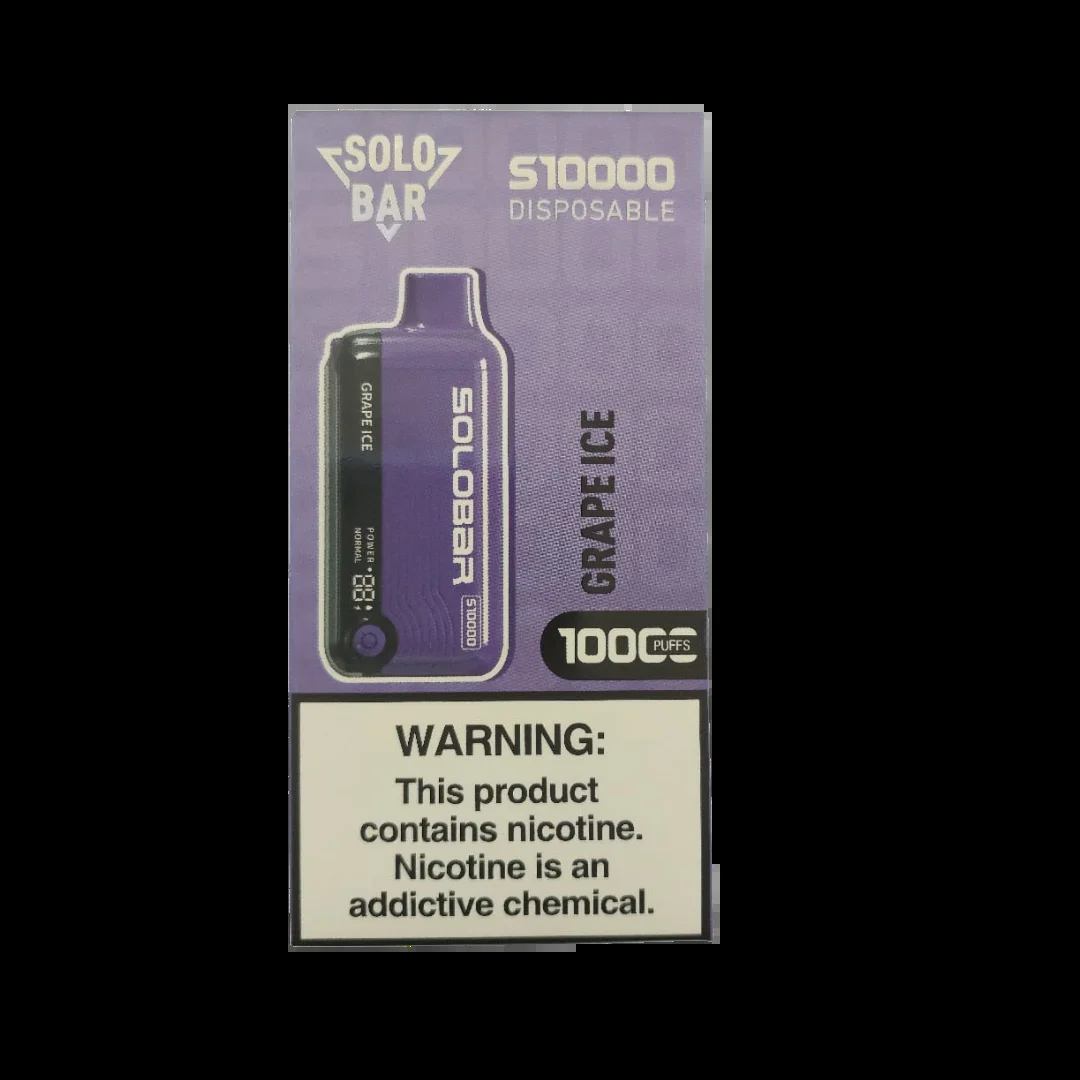 SOLO
BAR
S10000
DISPOSABLE
GRAPE ICE
POWER
NORMAL
88
SOLOBAR
S10000
GRAPE ICE
10000
PUFFS
WARNING:
This product
contains nicotine.
Nicotine is an
addictive chemical.